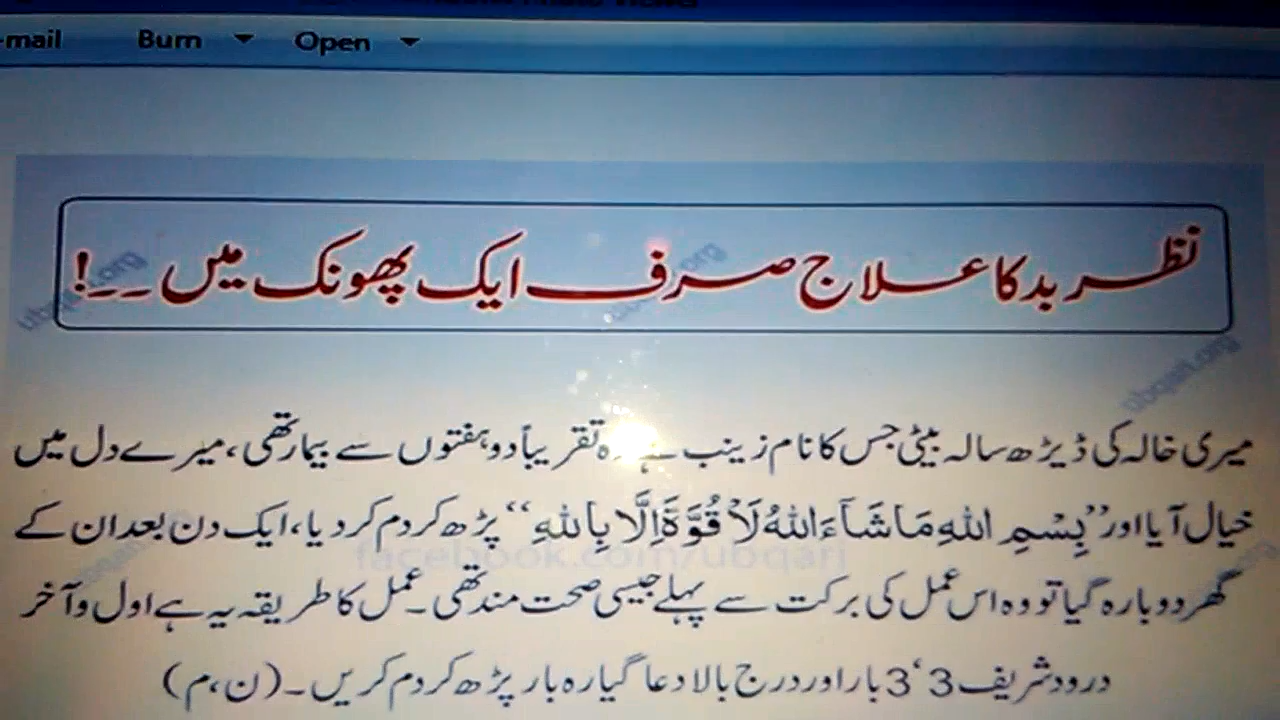 -mail Burn Open
نظر بد کا علاج صرف ایک پھونک میں ۔۔!
میری خالہ کی ڈیڑھ سالہ بیٹی جس کا نام زینب ہے تقریباً دو ہفتوں سے بیمار تھی، میرے دل میں
خیال آیا اور ”بِسْمِ اللّٰهِ مَا شَآءَ اللّٰهُ لَا قُوَّةَ اِلَّا بِاللّٰهِ“ پڑھ کر دم کر دیا، ایک دن بعد ان کے
facebook.com/ubqari
گھر دوبارہ گیا تو وہ اس عمل کی برکت سے پہلے جیسی صحت مند تھی۔ عمل کا طریقہ یہ ہے اول و آخر
درود شریف 3‘3 بار اور درج بالا دعا گیارہ بار پڑھ کر دم کریں۔ (ن،م)